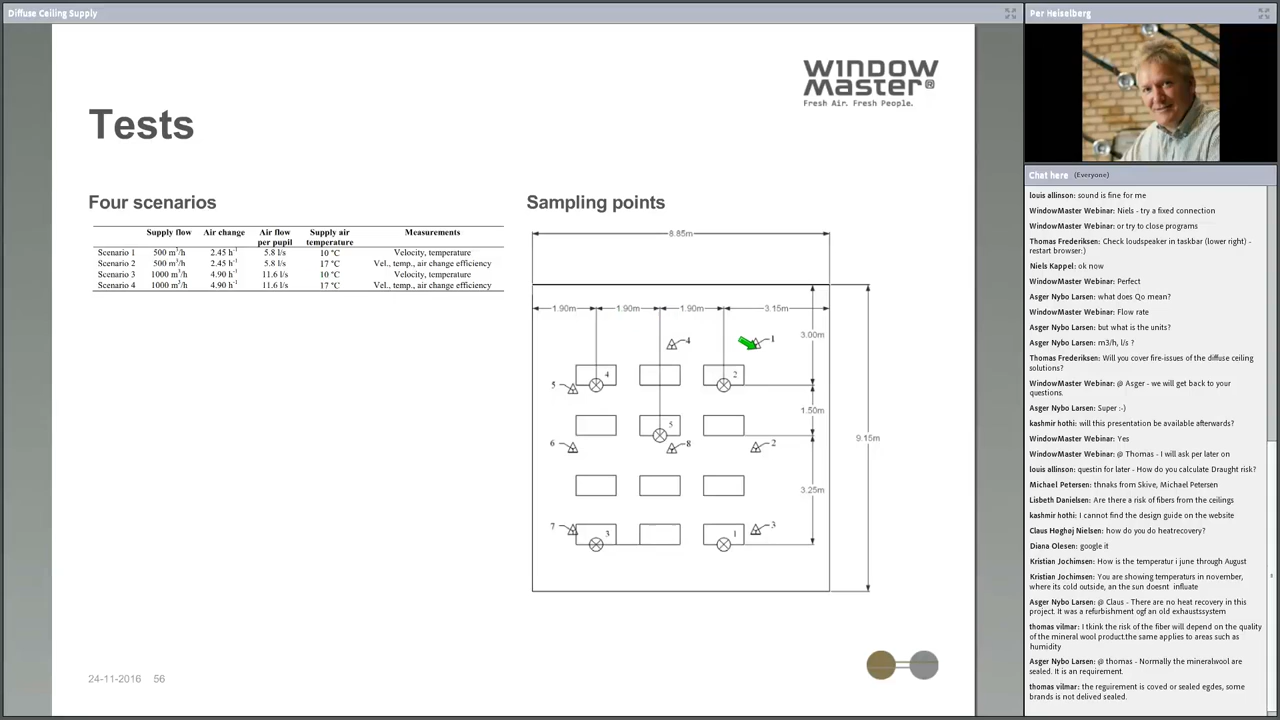 Diffuse Ceiling Supply
WINDOW
MASTER®
Fresh Air. Fresh People.
Tests
Four scenarios
Supply flow Air change Air flow per pupil Supply air temperature Measurements
Scenario 1 500 m³/h 2.45 h⁻¹ 5.8 l/s 10 °C Velocity, temperature
Scenario 2 500 m³/h 2.45 h⁻¹ 5.8 l/s 17 °C Vel., temp., air change efficiency
Scenario 3 1000 m³/h 4.90 h⁻¹ 11.6 l/s 10 °C Velocity, temperature
Scenario 4 1000 m³/h 4.90 h⁻¹ 11.6 l/s 17 °C Vel., temp., air change efficiency
Sampling points
8.85m
1.90m 1.90m 1.90m 3.15m
3.00m
4 1
4 2
5
1.50m
5
9.15m
6 8 2
3.25m
7 3 1 3
24-11-2016 56
Per Heiselberg
Chat here (Everyone)
louis allinson: sound is fine for me
WindowMaster Webinar: Niels - try a fixed connection
WindowMaster Webinar: or try to close programs
Thomas Frederiksen: Check loudspeaker in taskbar (lower right) -
restart browser:)
Niels Kappel: ok now
WindowMaster Webinar: Perfect
Asger Nybo Larsen: what does Qo mean?
WindowMaster Webinar: Flow rate
Asger Nybo Larsen: but what is the units?
Asger Nybo Larsen: m3/h, l/s ?
Thomas Frederiksen: Will you cover fire-issues of the diffuse ceiling
solutions?
WindowMaster Webinar: @ Asger - we will get back to your
questions.
Asger Nybo Larsen: Super :-)
kashmir hothi: will this presentation be available afterwards?
WindowMaster Webinar: Yes
WindowMaster Webinar: @ Thomas - I will ask per later on
louis allinson: questin for later - How do you calculate Draught risk?
Michael Petersen: thnaks from Skive, Michael Petersen
Lisbeth Danielsen: Are there a risk of fibers from the ceilings
kashmir hothi: I cannot find the design guide on the website
Claus Høghøj Nielsen: how do you do heatrecovery?
Diana Olesen: google it
Kristian Jochimsen: How is the temperatur i june through August
Kristian Jochimsen: You are showing temperaturs in november,
where its cold outside, an the sun doesnt influate
Asger Nybo Larsen: @ Claus - There are no heat recovery in this
project. It was a refurbishment ogf an old exhaustssystem
thomas vilmar: I tkink the risk of the fiber will depend on the quality
of the mineral wool product.the same applies to areas such as
humidity
Asger Nybo Larsen: @ thomas - Normally the mineralwool are
sealed. It is an requirement.
thomas vilmar: the reguirement is coved or sealed egdes, some
brands is not delived sealed.